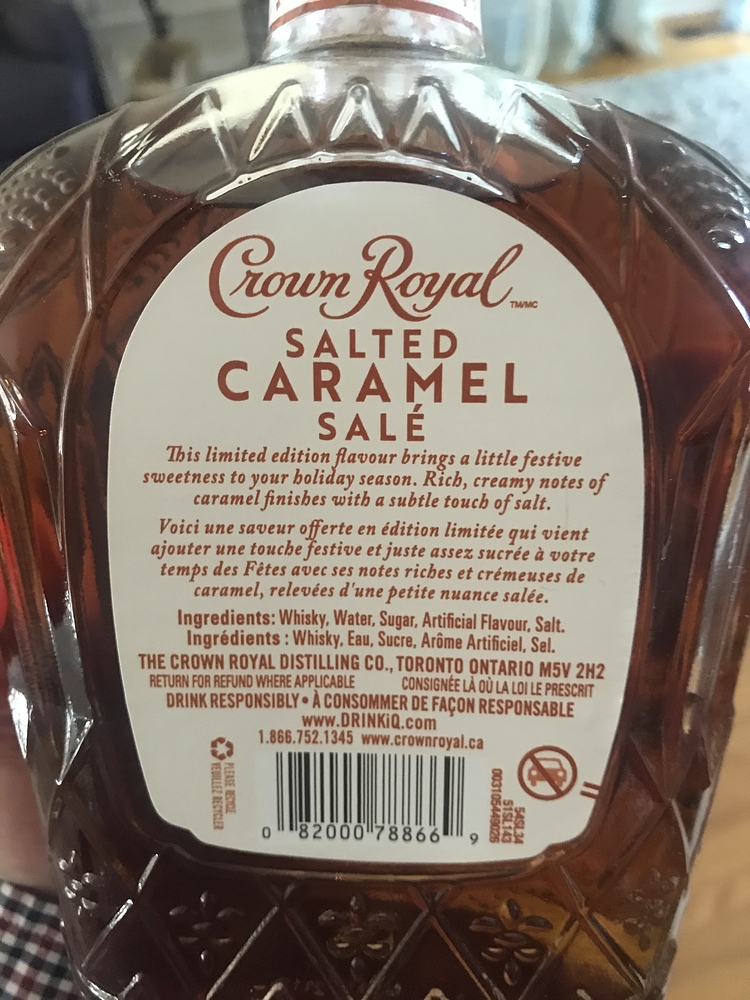 Crown Royal TM/MC
SALTED
CARAMEL
SALÉ
This limited edition flavour brings a little festive
sweetness to your holiday season. Rich, creamy notes of
caramel finishes with a subtle touch of salt.
Voici une saveur offerte en édition limitée qui vient
ajouter une touche festive et juste assez sucrée à votre
temps des Fêtes avec ses notes riches et crémeuses de
caramel, relevées d'une petite nuance salée.
Ingredients: Whisky, Water, Sugar, Artificial Flavour, Salt.
Ingrédients : Whisky, Eau, Sucre, Arôme Artificiel, Sel.
THE CROWN ROYAL DISTILLING CO., TORONTO ONTARIO M5V 2H2
RETURN FOR REFUND WHERE APPLICABLE CONSIGNÉE LÀ OÙ LA LOI LE PRESCRIT
DRINK RESPONSIBLY • À CONSOMMER DE FAÇON RESPONSABLE
www.DRINKiQ.com
1.866.752.1345 www.crownroyal.ca
PLEASE RECYCLE
VEUILLEZ RECYCLER
0 82000 78866 9
54SL34
51SL143